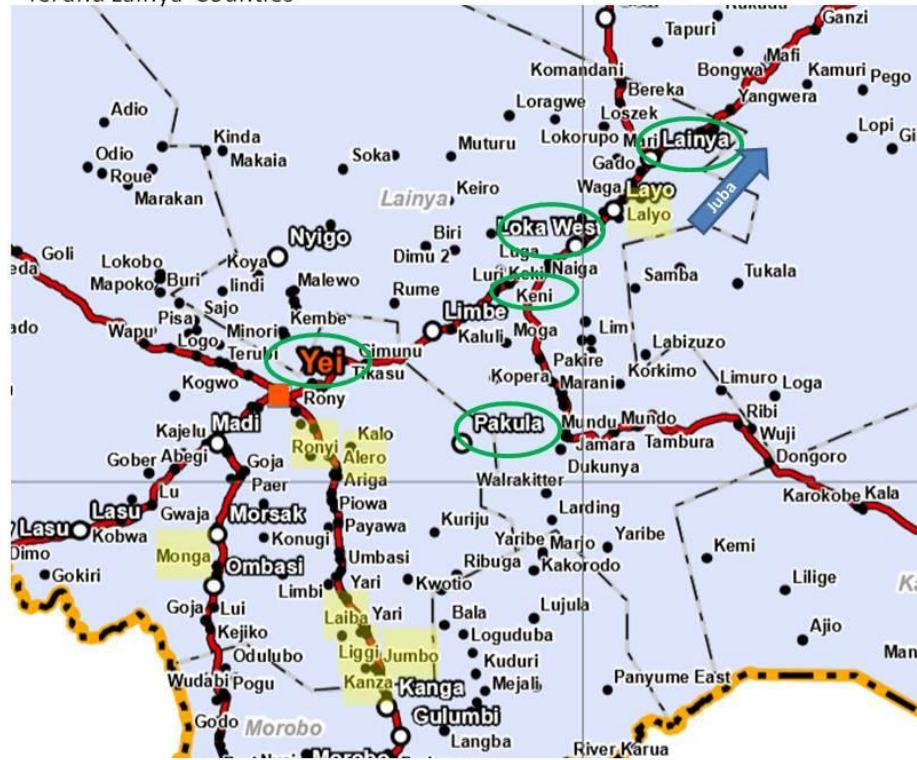 Yei and Lainya Counties
Tapuri
Ganzi
Komandani
Mafi
Bongwa
Kamuri
Pego
Bereka
Yangwera
Loragwe
Loszek
Adio
Lokorupo
Mari
Lainya
Lopi
Kinda
Makaia
Odio
Roue
Soka
Muturu
Gado
Marakan
Lainya
Keiro
Waga
Layo
Lalyo
Juba
Loka West
Nyigo
Biri
Dimu 2
Luga
Goli
Lokobo
Koya
Naiga
Mapoko
Buri
Iindi
Malewo
Luri
Keki
Samba
Tukala
Sajo
Rume
Keni
Pisa
Kembe
Limbe
Wapu
Logo
Minori
Kaluli
Moga
Lim
Terubi
Yei
Gimunu
Pakire
Labizuzo
Tikasu
Kopera
Korkimo
Kogwo
Rony
Marani
Limuro
Loga
Madi
Pakula
Mundu
Mundo
Ribi
Kajelu
Ronyi
Kalo
Jamara
Tambura
Wuji
Gober
Abegi
Goja
Alero
Dukunya
Dongoro
Paer
Ariga
Walrakitter
Lu
Karokobe
Kala
Lasu
Gwaja
Morsak
Piowa
Larding
Lasu
Kobwa
Konugi
Payawa
Kuriju
Yaribe
Marjo
Yaribe
Dimo
Monga
Umbasi
Kemi
Gokiri
Ombasi
Limbi
Yari
Kwotio
Ribuga
Kakorodo
Lilige
Goja
Lui
Laiba
Yari
Bala
Lujula
Kejiko
Loguduba
Ajio
Odulubo
Liggi
Jumbo
Kuduri
Wudabi
Pogu
Kanza
Kanga
Mejali
Panyume East
Godo
Morobo
Gulumbi
Langba
River Karua
Morobo